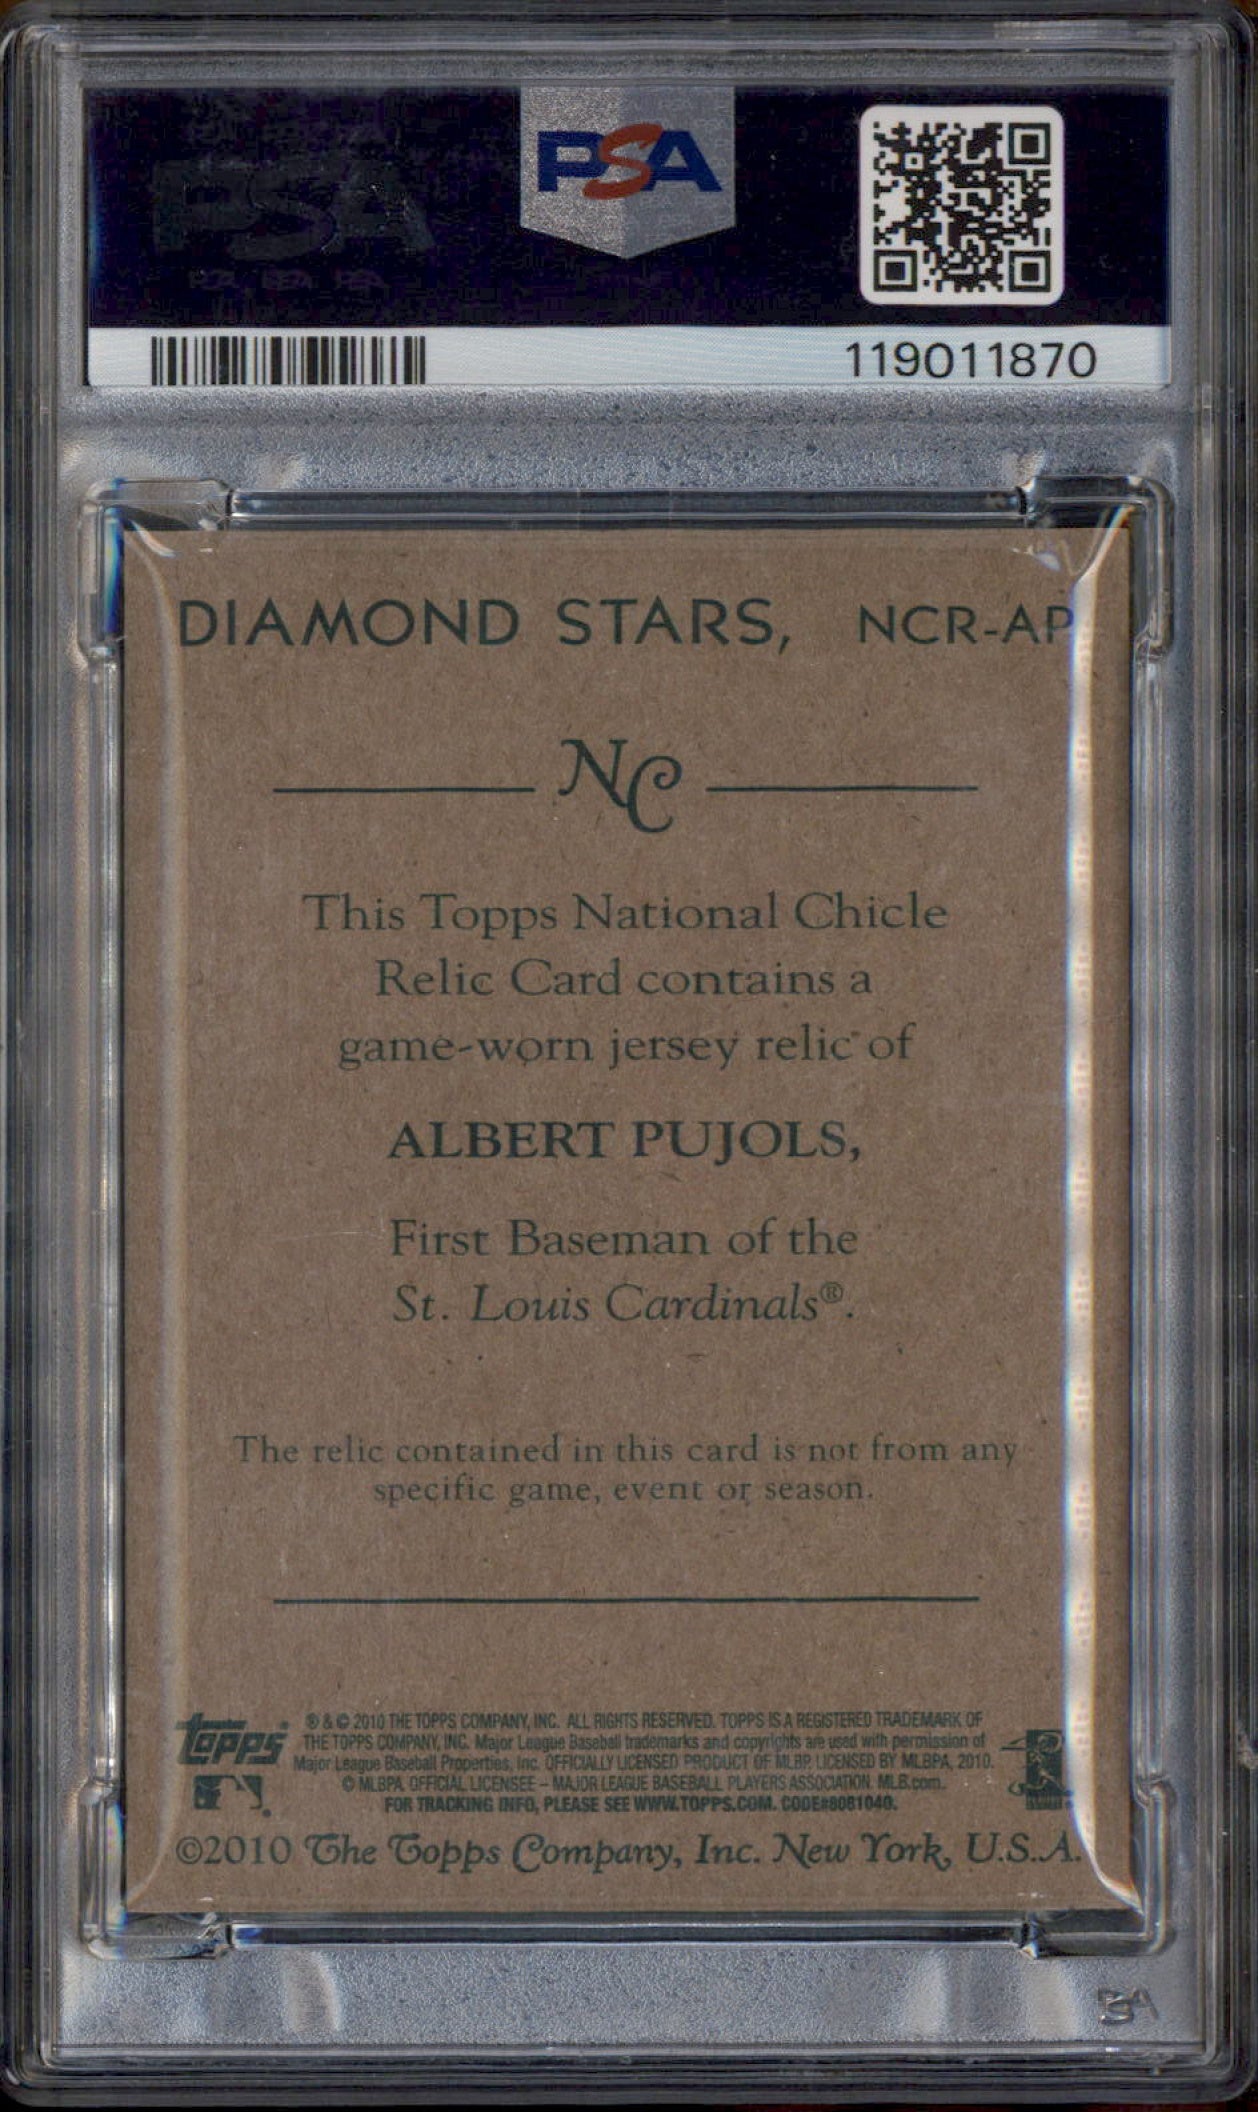 PSA
119011870
DIAMOND STARS, NCR-AP
NC
This Topps National Chicle
Relic Card contains a
game-worn jersey relic of
ALBERT PUJOLS,
First Baseman of the
St. Louis Cardinals®.
The relic contained in this card is not from any
specific game, event or season.
topps
® & © 2010 THE TOPPS COMPANY, INC. ALL RIGHTS RESERVED. TOPPS IS A REGISTERED TRADEMARK OF
THE TOPPS COMPANY, INC. Major League Baseball trademarks and copyrights are used with permission of
Major League Baseball Properties, Inc. OFFICIALLY LICENSED PRODUCT OF MLBP. LICENSED BY MLBPA, 2010.
© MLBPA OFFICIAL LICENSEE – MAJOR LEAGUE BASEBALL PLAYERS ASSOCIATION MLB.com.
FOR TRACKING INFO, PLEASE SEE WWW.TOPPS.COM. CODE#8081040.
©2010 The Topps Company, Inc. New York, U.S.A.
PSA